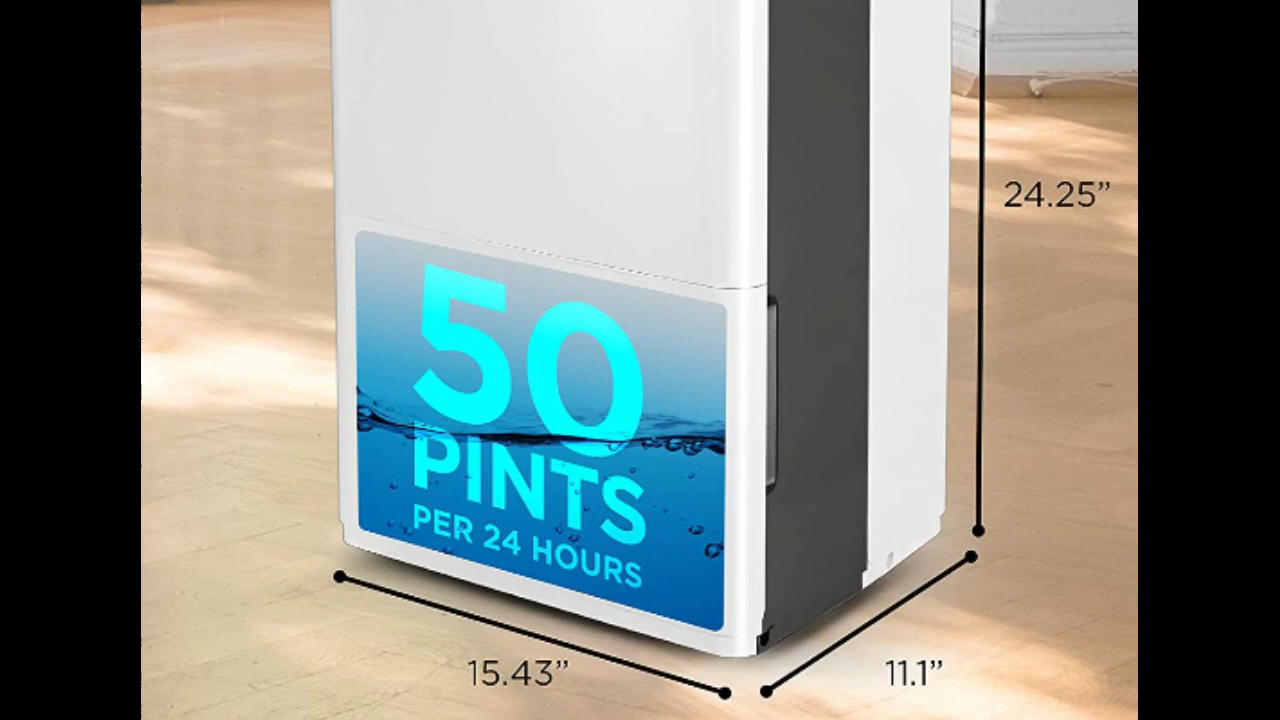 24.25”
50
PINTS
PER 24 HOURS
15.43”
11.1”